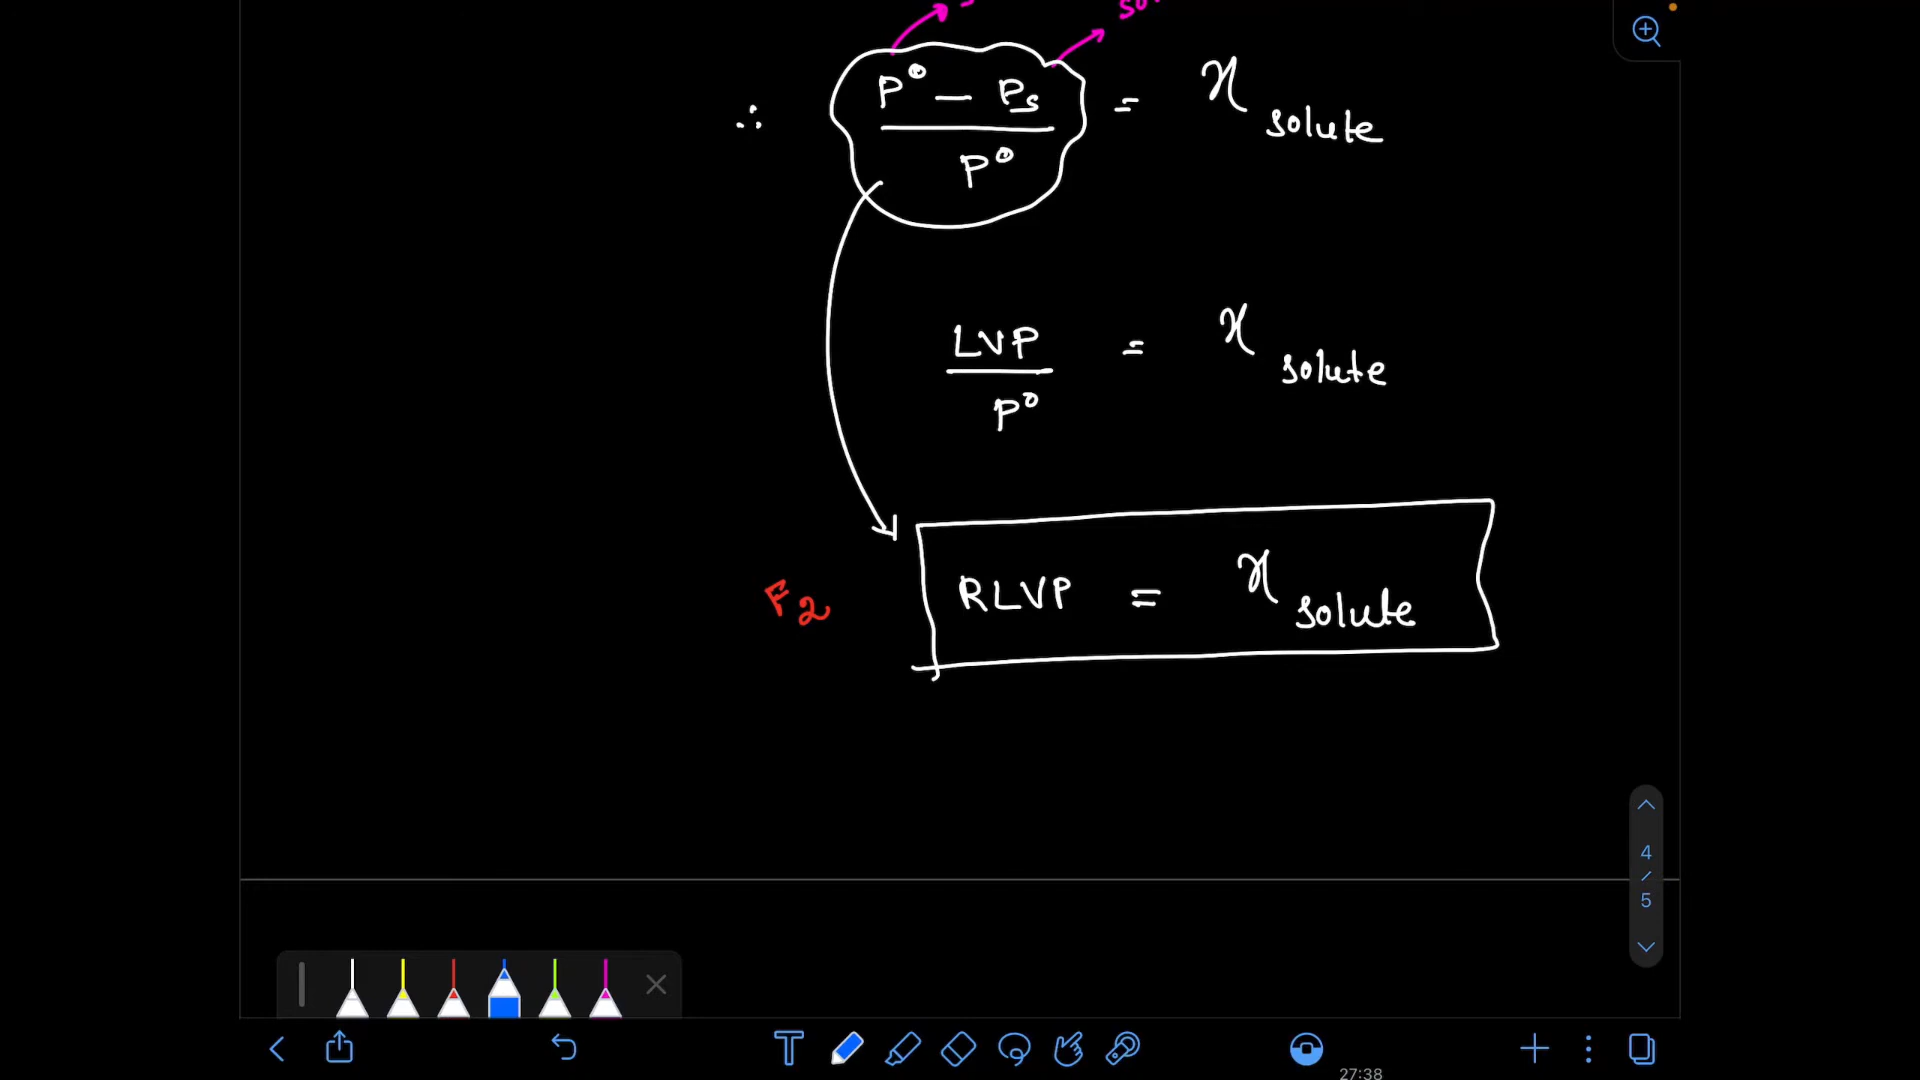 ∴ (P° − Ps) / P° = x solute
LVP / P° = x solute
F2 RLVP = x solute
4
/
5
T
27:38